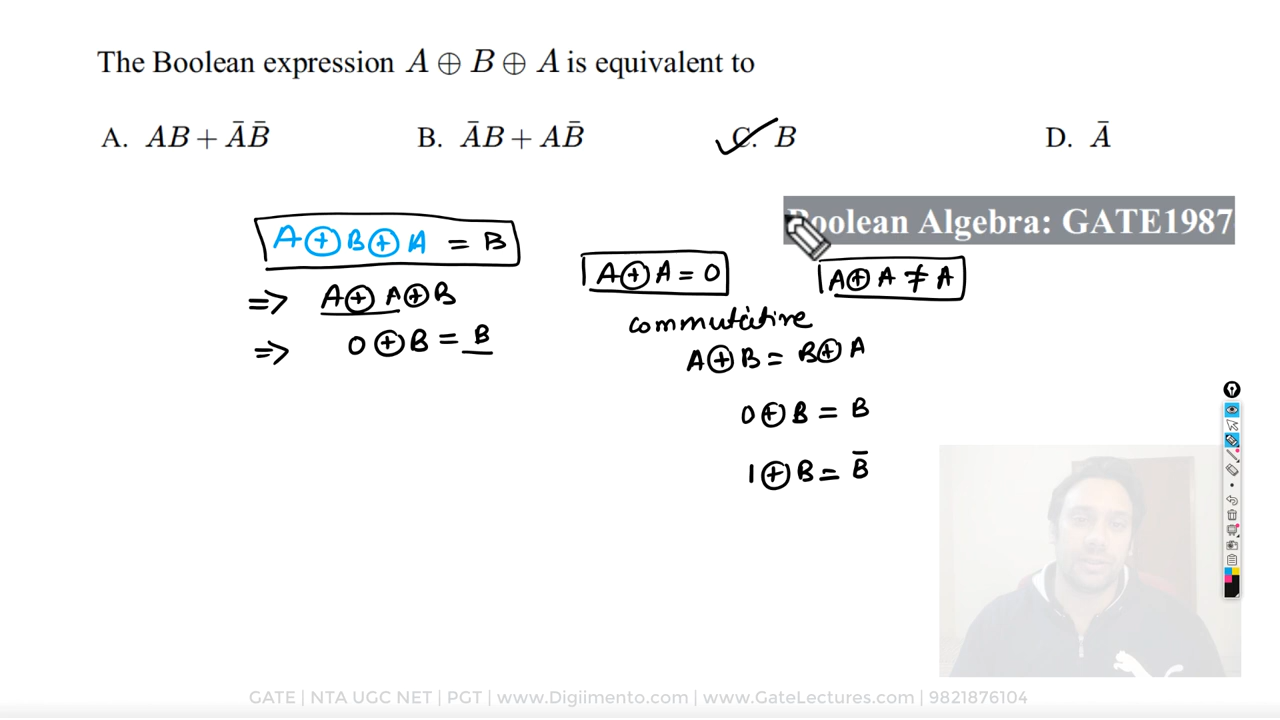 The Boolean expression A ⊕ B ⊕ A is equivalent to
A. AB + ĀB̄ B. ĀB + AB̄ C. B D. Ā
Boolean Algebra: GATE1987
A⊕B⊕A = B
A⊕A = 0 A⊕A ≠ A
=> A⊕A⊕B
commutative
=> 0⊕B = B
A⊕B = B⊕A
0⊕B = B
1⊕B = B̄
GATE | NTA UGC NET | PGT | www.Digiimento.com | www.GateLectures.com | 9821876104